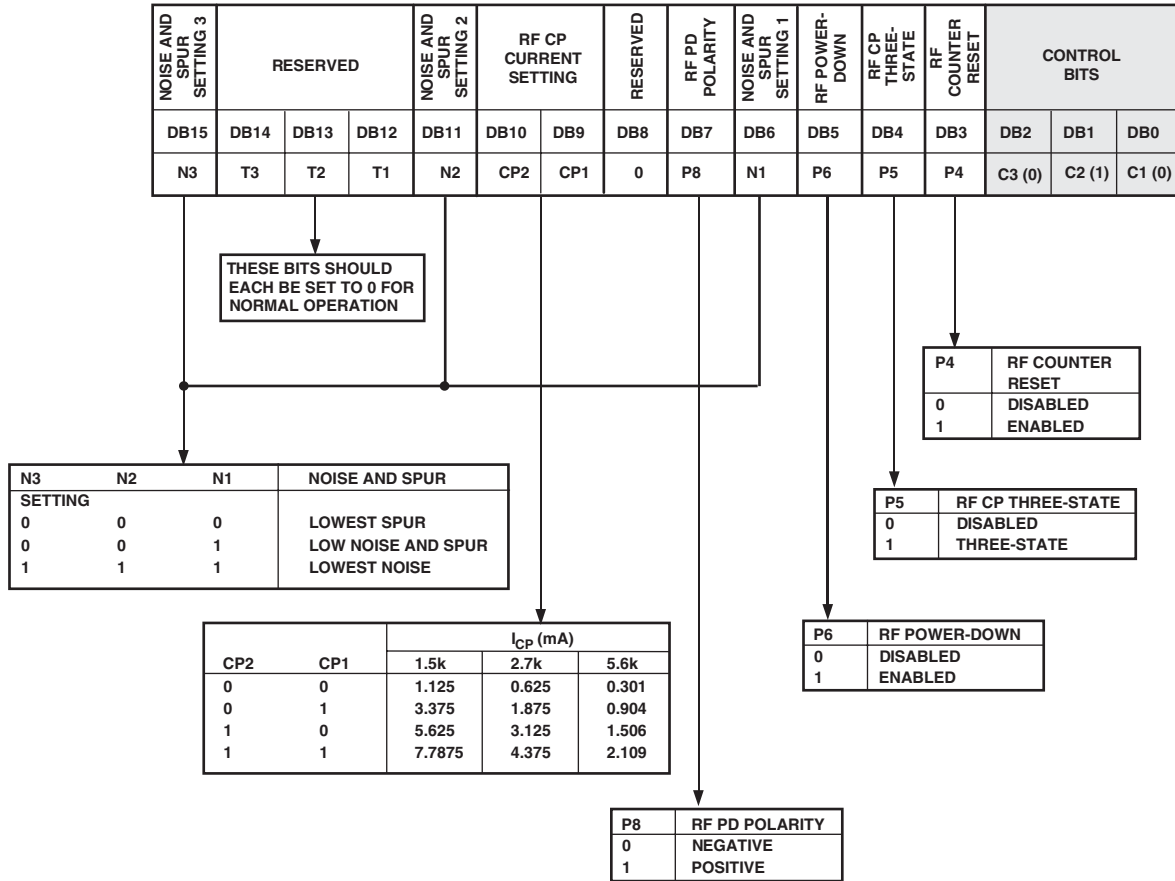 NOISE AND
SPUR
SETTING 3
RESERVED
NOISE AND
SPUR
SETTING 2
RF CP
CURRENT
SETTING
RESERVED
RF PD
POLARITY
NOISE AND
SPUR
SETTING 1
RF POWER-
DOWN
RF CP
THREE-
STATE
RF
COUNTER
RESET
CONTROL
BITS
DB15 DB14 DB13 DB12 DB11 DB10 DB9 DB8 DB7 DB6 DB5 DB4 DB3 DB2 DB1 DB0
N3 T3 T2 T1 N2 CP2 CP1 0 P8 N1 P6 P5 P4 C3 (0) C2 (1) C1 (0)
THESE BITS SHOULD
EACH BE SET TO 0 FOR
NORMAL OPERATION
P4 RF COUNTER
RESET
0 DISABLED
1 ENABLED
N3 N2 N1 NOISE AND SPUR
SETTING
0 0 0 LOWEST SPUR
0 0 1 LOW NOISE AND SPUR
1 1 1 LOWEST NOISE
P5 RF CP THREE-STATE
0 DISABLED
1 THREE-STATE
ICP (mA)
CP2 CP1 1.5k 2.7k 5.6k
0 0 1.125 0.625 0.301
0 1 3.375 1.875 0.904
1 0 5.625 3.125 1.506
1 1 7.7875 4.375 2.109
P6 RF POWER-DOWN
0 DISABLED
1 ENABLED
P8 RF PD POLARITY
0 NEGATIVE
1 POSITIVE